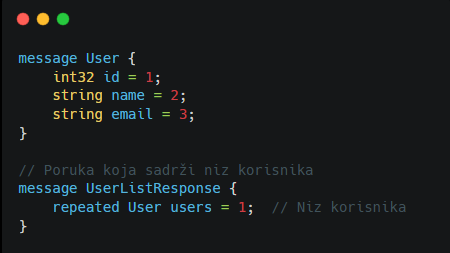 message User {
    int32 id = 1;
    string name = 2;
    string email = 3;
}

// Poruka koja sadrži niz korisnika
message UserListResponse {
    repeated User users = 1;  // Niz korisnika
}